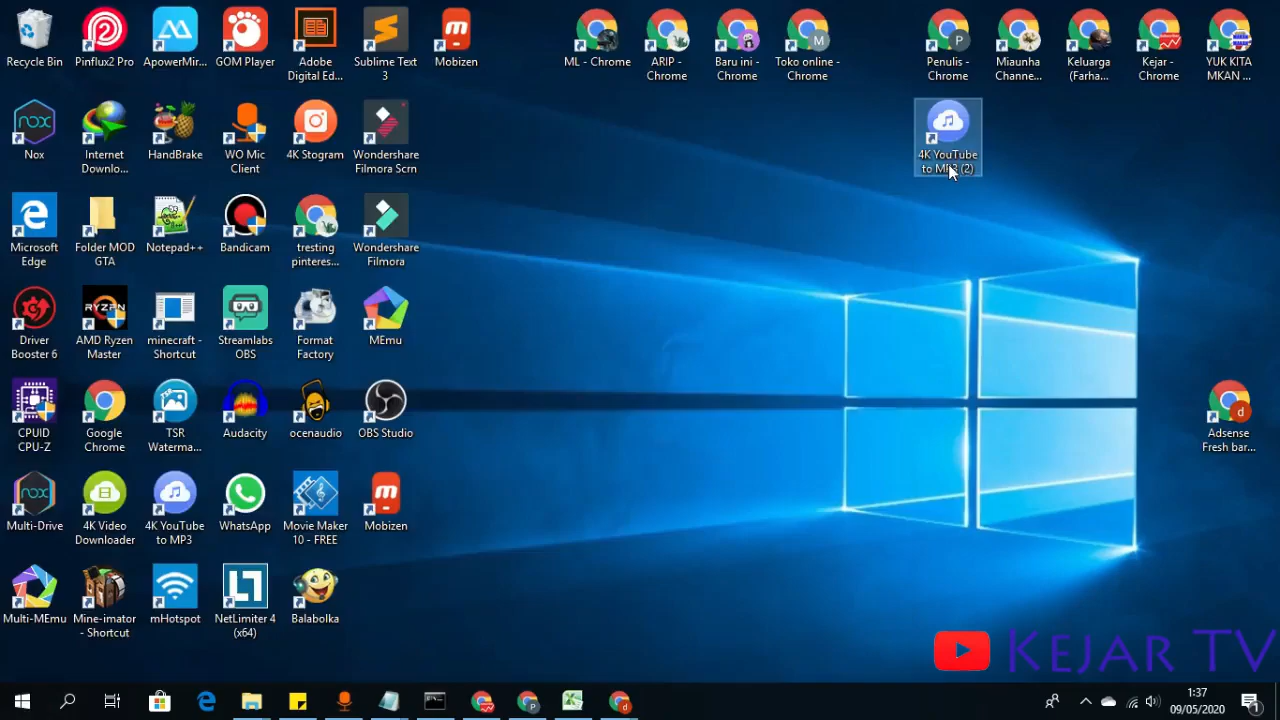 Recycle Bin
Pinflux2 Pro
ApowerMir...
GOM Player
Adobe
Digital Ed...
Sublime Text
3
Mobizen
ML - Chrome
ARIP -
Chrome
Baru ini -
Chrome
Toko online -
Chrome
Penulis -
Chrome
Miaunha
Channe...
Keluarga
(Farha...
Kejar -
Chrome
YUK KITA
MKAN ...
Nox
Internet
Downlo...
HandBrake
WO Mic
Client
4K Stogram
Wondershare
Filmora Scrn
4K YouTube
to MP3 (2)
Microsoft
Edge
Folder MOD
GTA
Notepad++
Bandicam
tresting
pinteres...
Wondershare
Filmora
Driver
Booster 6
RYZEN
AMD Ryzen
Master
minecraft -
Shortcut
Streamlabs
OBS
Format
Factory
MEmu
CPUID
CPU-Z
Google
Chrome
TSR
Waterma...
Audacity
ocenaudio
OBS Studio
Adsense
Fresh bar...
Multi-Drive
4K Video
Downloader
4K YouTube
to MP3
WhatsApp
Movie Maker
10 - FREE
Mobizen
Multi-MEmu
Mine-imator
- Shortcut
mHotspot
NetLimiter 4
(x64)
Balabolka
KEJAR TV
1:37
09/05/2020